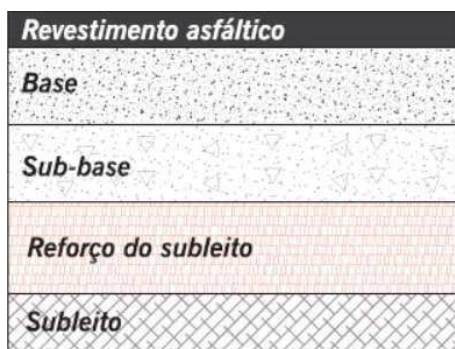 Revestimento asfáltico
Base
Sub-base
Reforço do subleito
Subleito